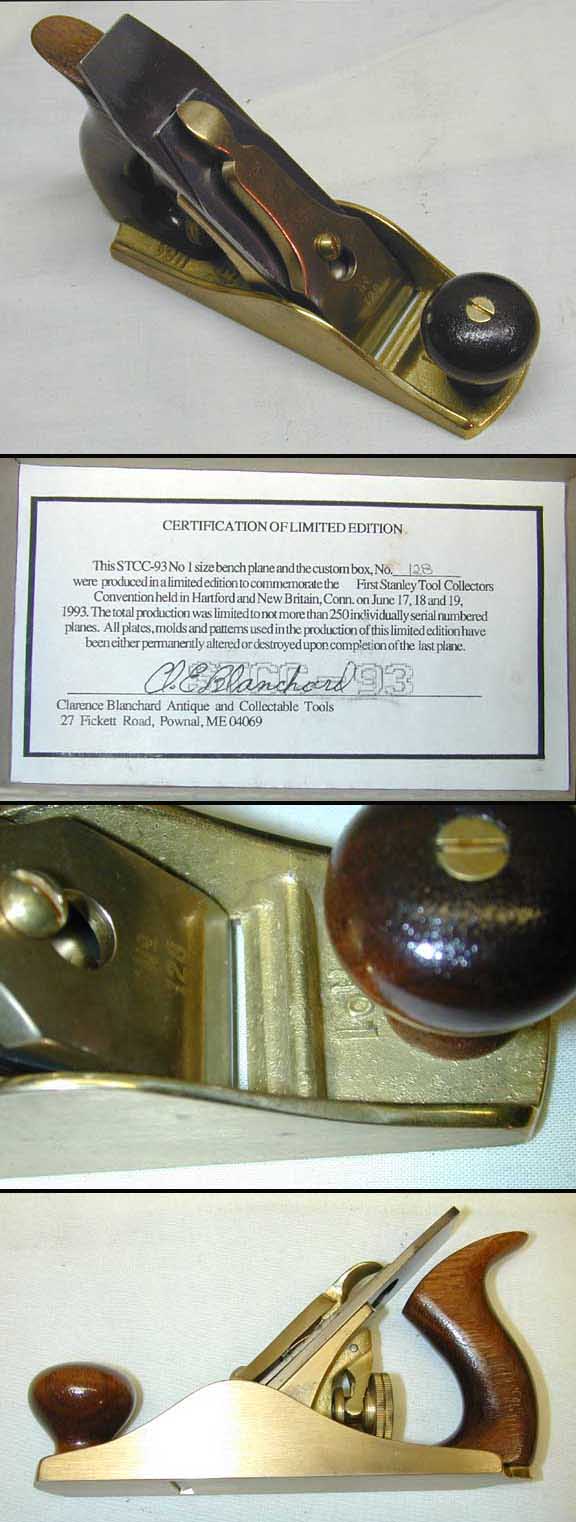 CERTIFICATION OF LIMITED EDITION
This STCC-93 No 1 size bench plane and the custom box, No. 128
were produced in a limited edition to commemorate the First Stanley Tool Collectors
Convention held in Hartford and New Britain, Conn. on June 17, 18 and 19,
1993. The total production was limited to not more than 250 individually serial numbered
planes. All plates, molds and patterns used in the production of this limited edition have
been either permanently altered or destroyed upon completion of the last plane.
C.E Blanchard
93
Clarence Blanchard Antique and Collectable Tools
27 Fickett Road, Pownal, ME 04069
128
No1